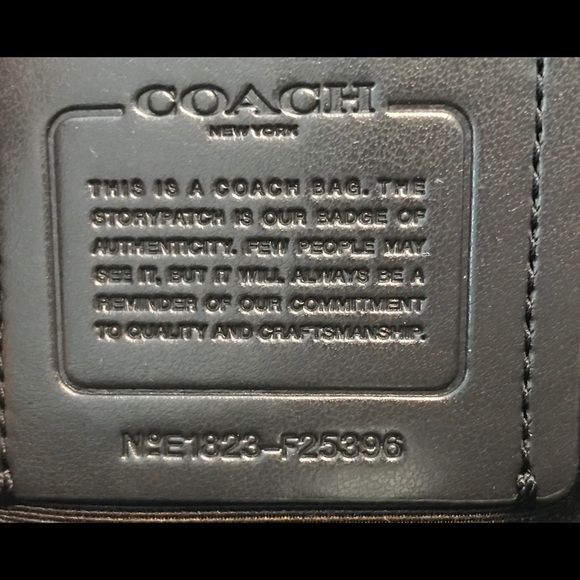 COACH
NEW YORK
THIS IS A COACH BAG. THE
STORYPATCH IS OUR BADGE OF
AUTHENTICITY. FEW PEOPLE MAY
SEE IT, BUT IT WILL ALWAYS BE A
REMINDER OF OUR COMMITMENT
TO QUALITY AND CRAFTSMANSHIP.
NºE1823-F25396